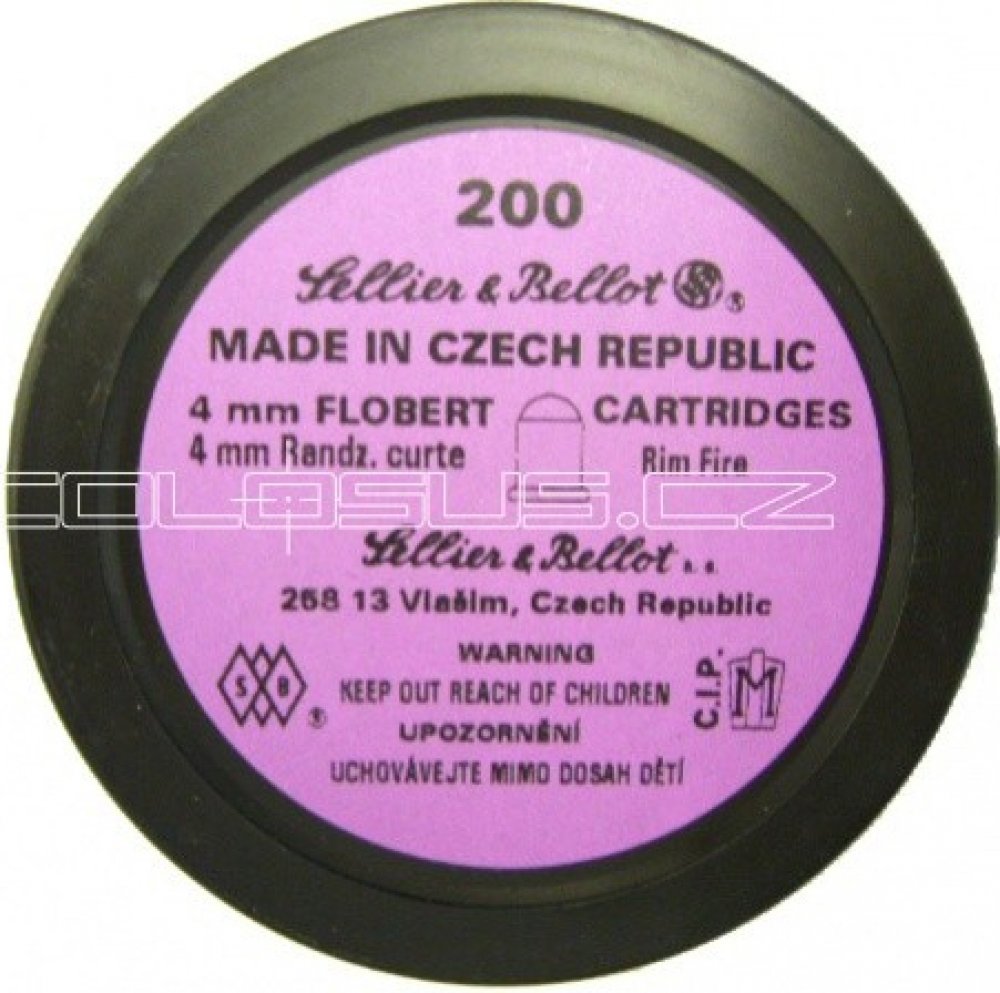 200
Sellier & Bellot ®
MADE IN CZECH REPUBLIC
4 mm FLOBERT CARTRIDGES
4 mm Randz. curte Rim Fire
COLOSUS.CZ
Sellier & Bellot a. s.
258 13 Vlašim, Czech Republic
WARNING
S B ® KEEP OUT REACH OF CHILDREN C.I.P.
UPOZORNĚNÍ
UCHOVÁVEJTE MIMO DOSAH DĚTÍ